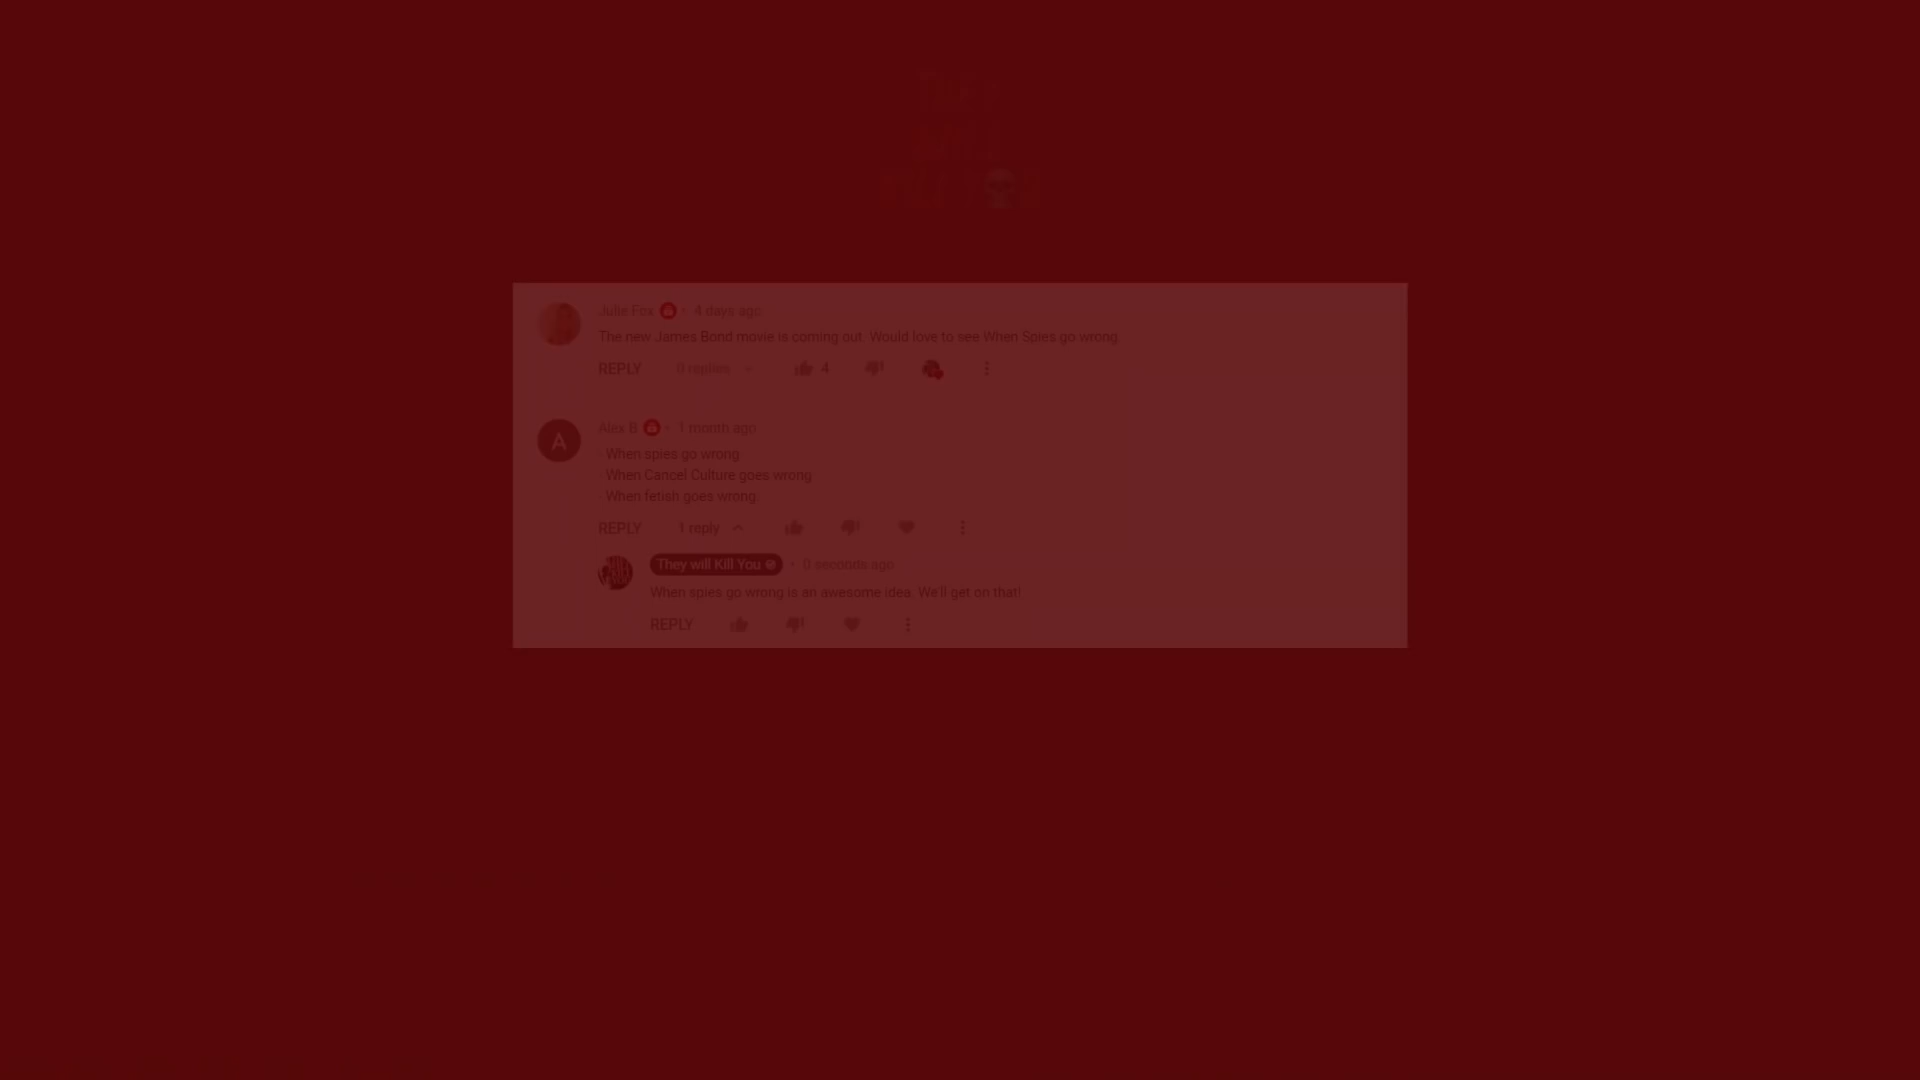 Julie Fox • 4 days ago
The new James Bond movie is coming out. Would love to see When Spies go wrong.
REPLY 0 replies 4
A
Alex B • 1 month ago
- When spies go wrong
- When Cancel Culture goes wrong
- When fetish goes wrong
REPLY 1 reply
They will Kill You • 0 seconds ago
When spies go wrong is an awesome idea. We'll get on that!
REPLY